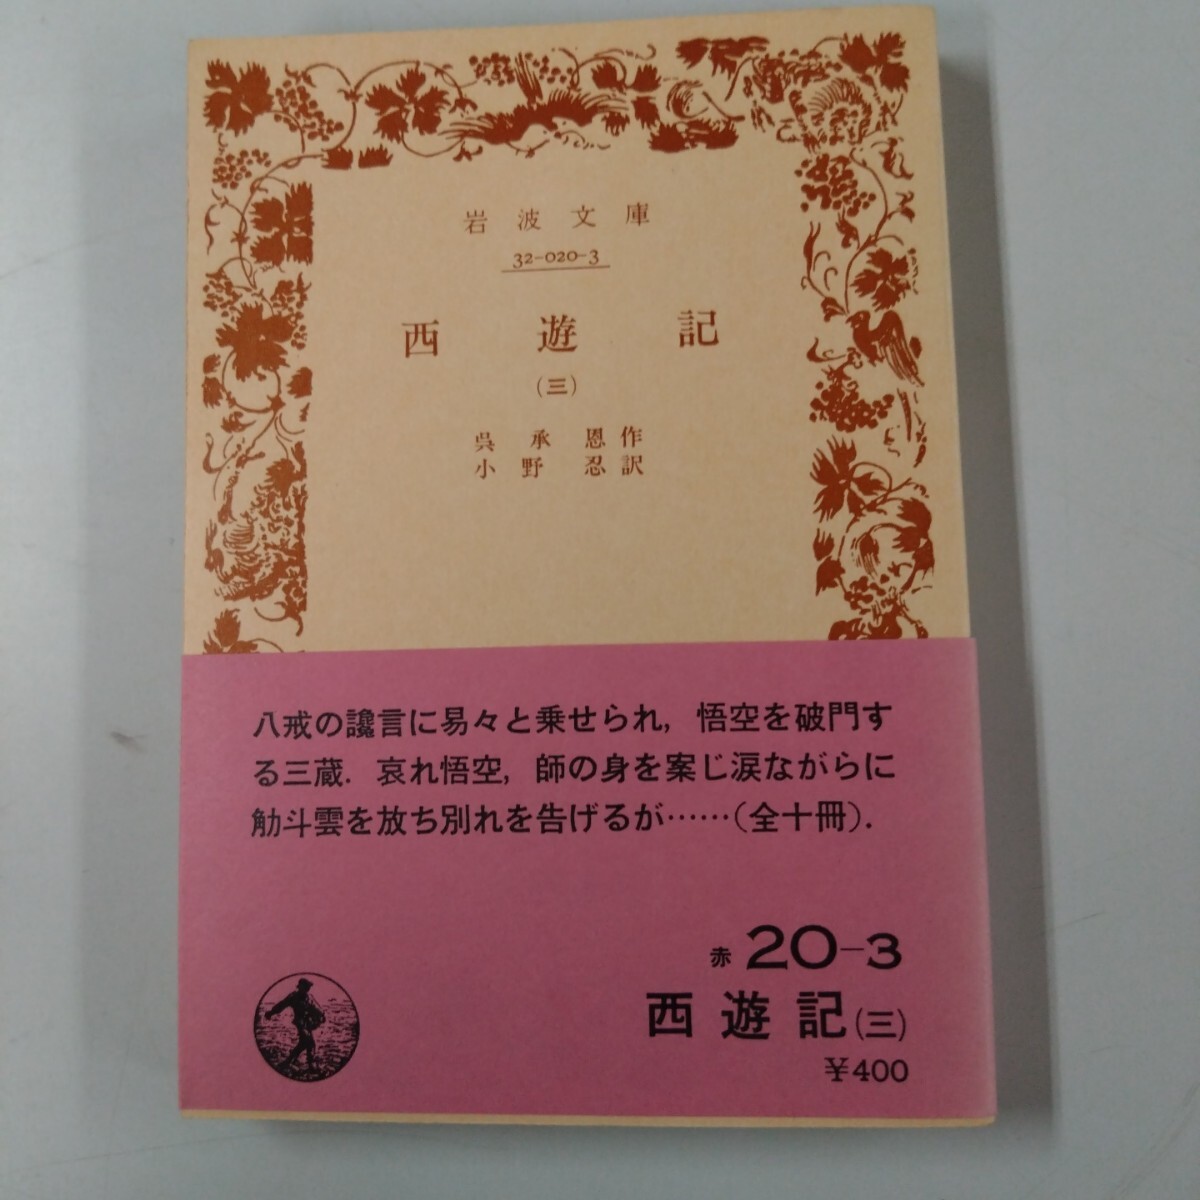 岩波文庫
32-020-3
西遊記
(三)
呉承恩作
小野忍訳
八戒の讒言に易々と乗せられ，悟空を破門す
る三蔵．哀れ悟空，師の身を案じ涙ながらに
觔斗雲を放ち別れを告げるが……(全十冊)．
赤 20-3
西遊記(三)
¥400